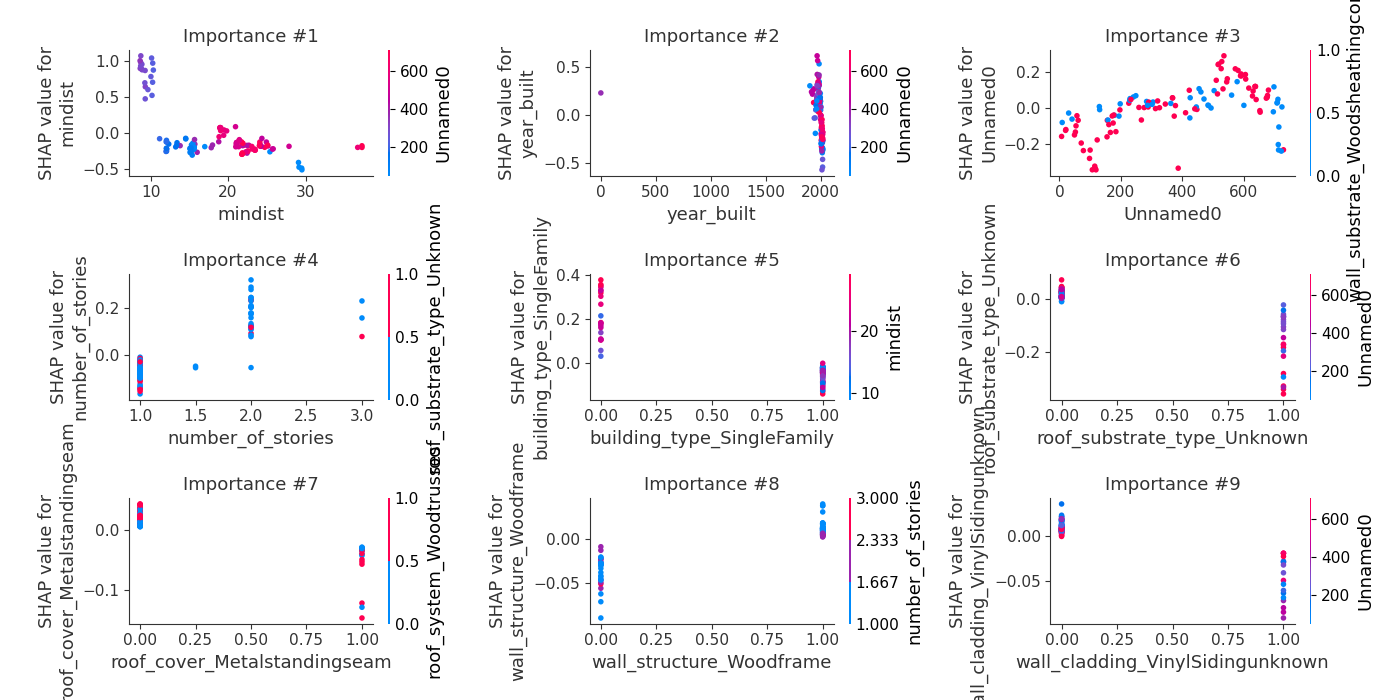 Importance #1
SHAP value for
mindist
1.0
0.5
0.0
−0.5
10
20
30
mindist
600
400
200
Unnamed0
Importance #2
SHAP value for
year_built
0.5
0.0
−0.5
0
500
1000
1500
2000
year_built
600
400
200
Unnamed0
Importance #3
SHAP value for
Unnamed0
0.2
0.0
−0.2
0
200
400
600
Unnamed0
1.0
0.5
0.0
Importance #4
SHAP value for
number_of_stories
0.2
0.0
1.0
1.5
2.0
2.5
3.0
number_of_stories
1.0
0.5
0.0
roof_substrate_type_Unknown
Importance #5
SHAP value for
building_type_SingleFamily
0.4
0.2
0.0
0.00
0.25
0.50
0.75
1.00
building_type_SingleFamily
20
10
mindist
Importance #6
SHAP value for
roof_substrate_type_Unknown
0.0
−0.2
0.00
0.25
0.50
0.75
1.00
roof_substrate_type_Unknown
600
400
200
Unnamed0
Importance #7
SHAP value for
roof_cover_Metalstandingseam
0.0
−0.1
0.00
0.25
0.50
0.75
1.00
roof_cover_Metalstandingseam
1.0
0.5
0.0
roof_system_Woodtrusses
Importance #8
SHAP value for
wall_structure_Woodframe
0.00
−0.05
0.00
0.25
0.50
0.75
1.00
wall_structure_Woodframe
3.000
2.333
1.667
1.000
number_of_stories
Importance #9
SHAP value for
wall_cladding_VinylSidingunknown
0.00
−0.05
0.00
0.25
0.50
0.75
1.00
wall_cladding_VinylSidingunknown
600
400
200
Unnamed0